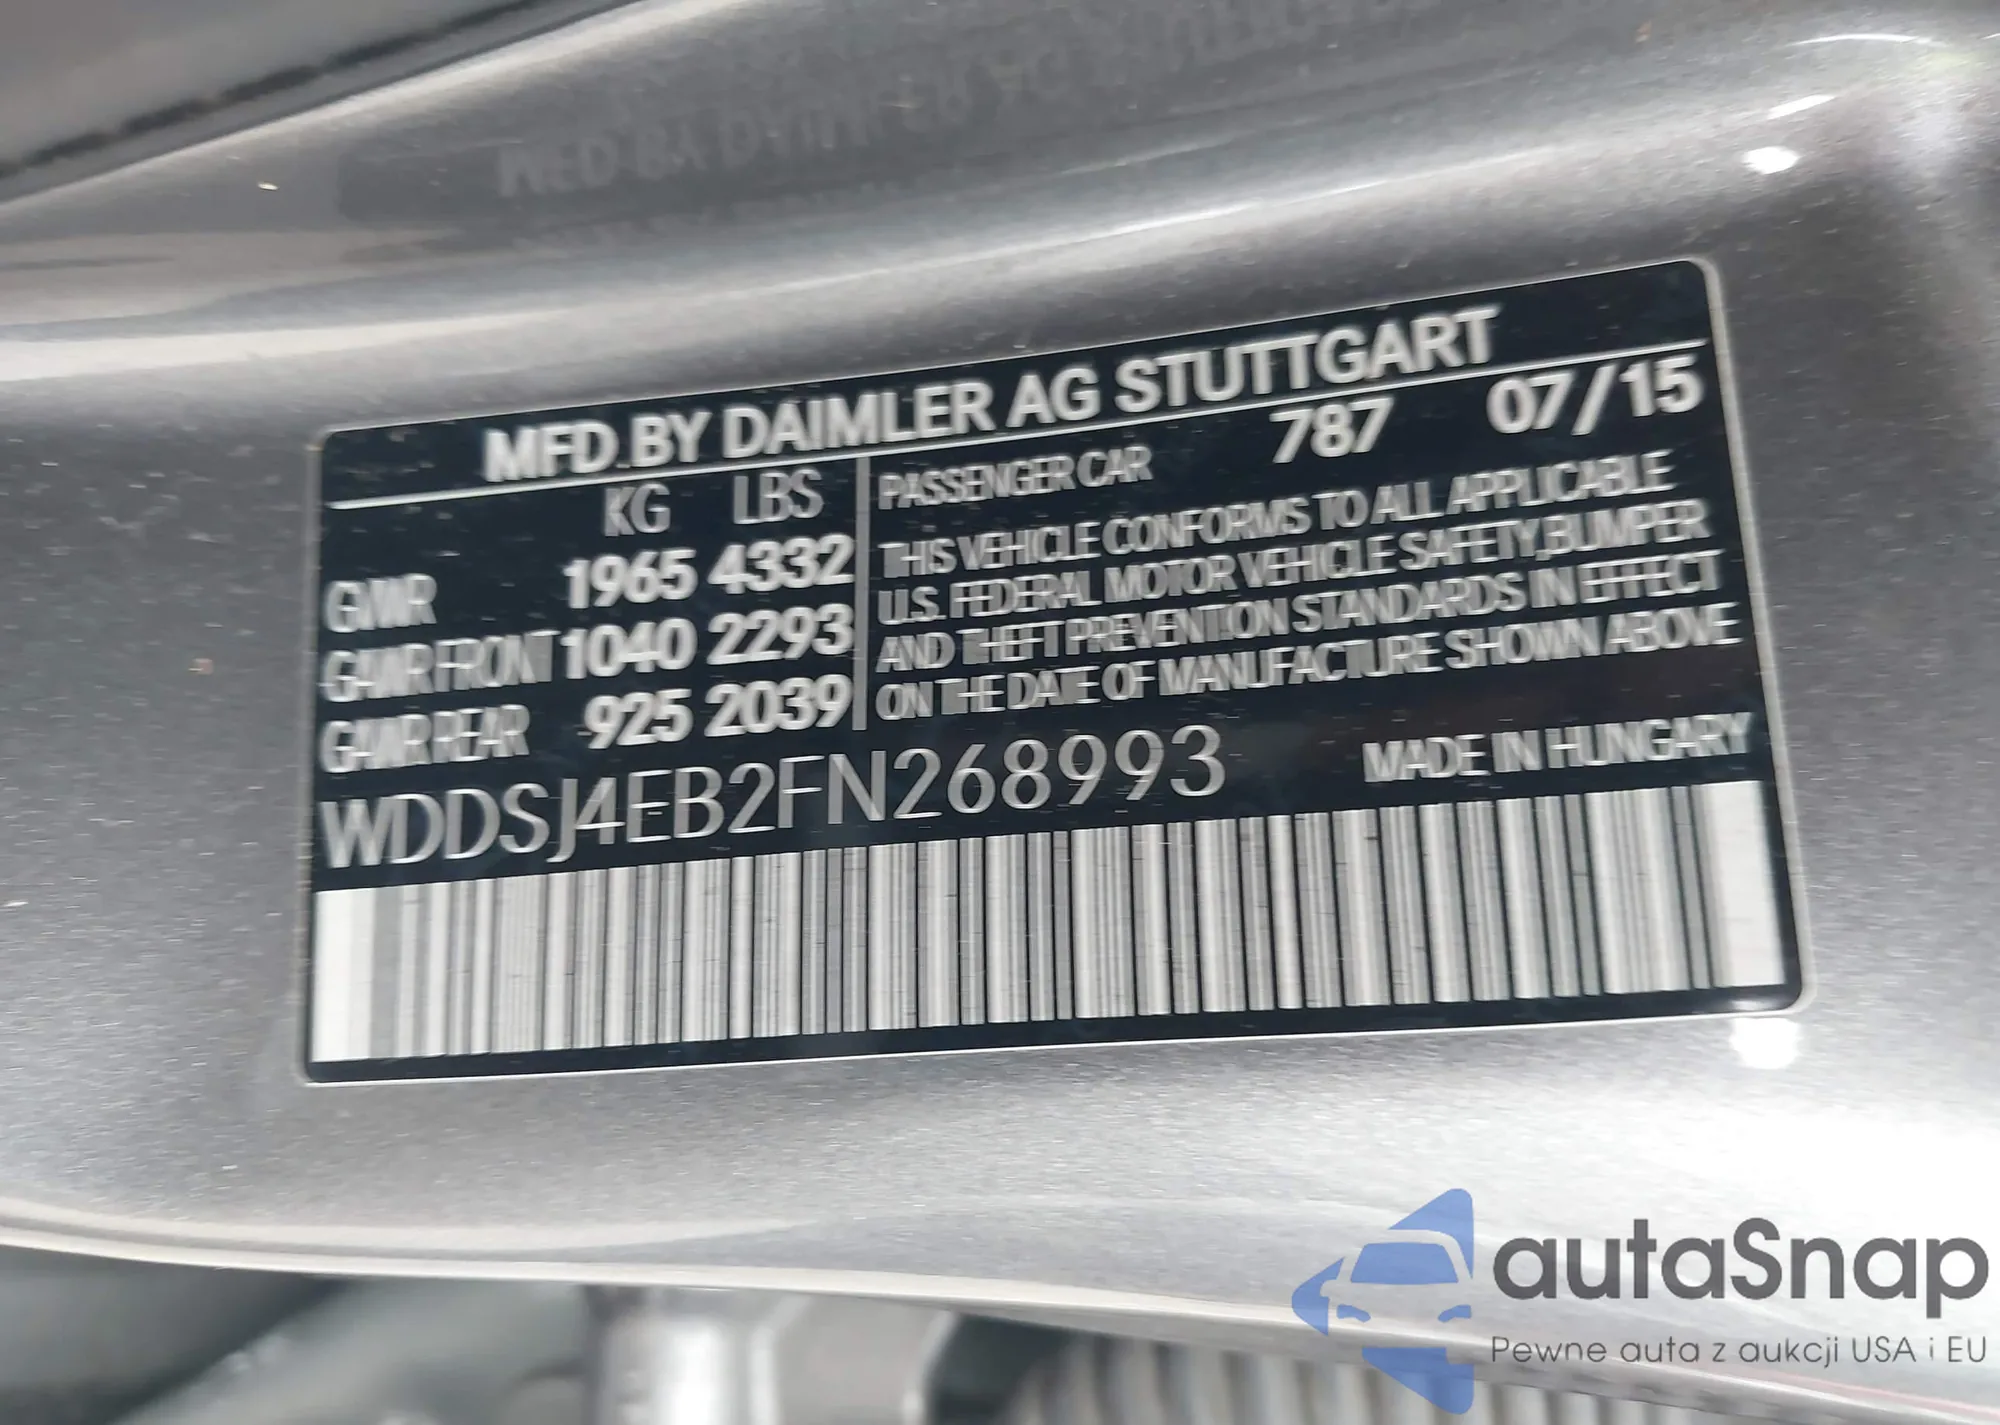 MFD. BY DAIMLER AG STUTTGART
KG LBS
GVWR 1965 4332
GAWR FRONT 1040 2293
GAWR REAR 925 2039
PASSENGER CAR 787 07/15
THIS VEHICLE CONFORMS TO ALL APPLICABLE
U.S. FEDERAL MOTOR VEHICLE SAFETY, BUMPER
AND THEFT PREVENTION STANDARDS IN EFFECT
ON THE DATE OF MANUFACTURE SHOWN ABOVE
WDDSJ4EB2FN268993
MADE IN HUNGARY
autaSnap
Pewne auta z aukcji USA i EU